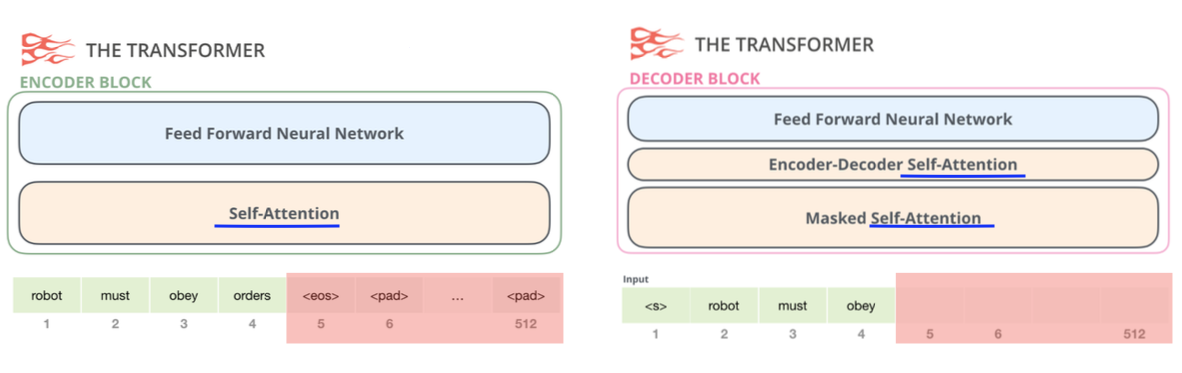 THE TRANSFORMER
ENCODER BLOCK
Feed Forward Neural Network
Self-Attention
robot must obey orders <eos> <pad> ... <pad>
1 2 3 4 5 6 512
THE TRANSFORMER
DECODER BLOCK
Feed Forward Neural Network
Encoder-Decoder Self-Attention
Masked Self-Attention
Input
<s> robot must obey
1 2 3 4 5 6 512